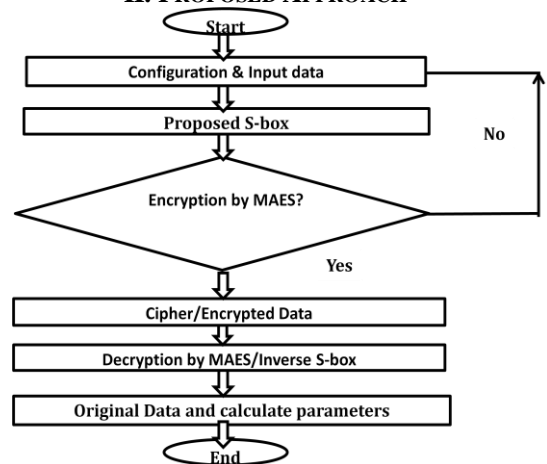 II. PROPOSED APPROACH
Start
Configuration & Input data
Proposed S-box
No
Encryption by MAES?
Yes
Cipher/Encrypted Data
Decryption by MAES/Inverse S-box
Original Data and calculate parameters
End